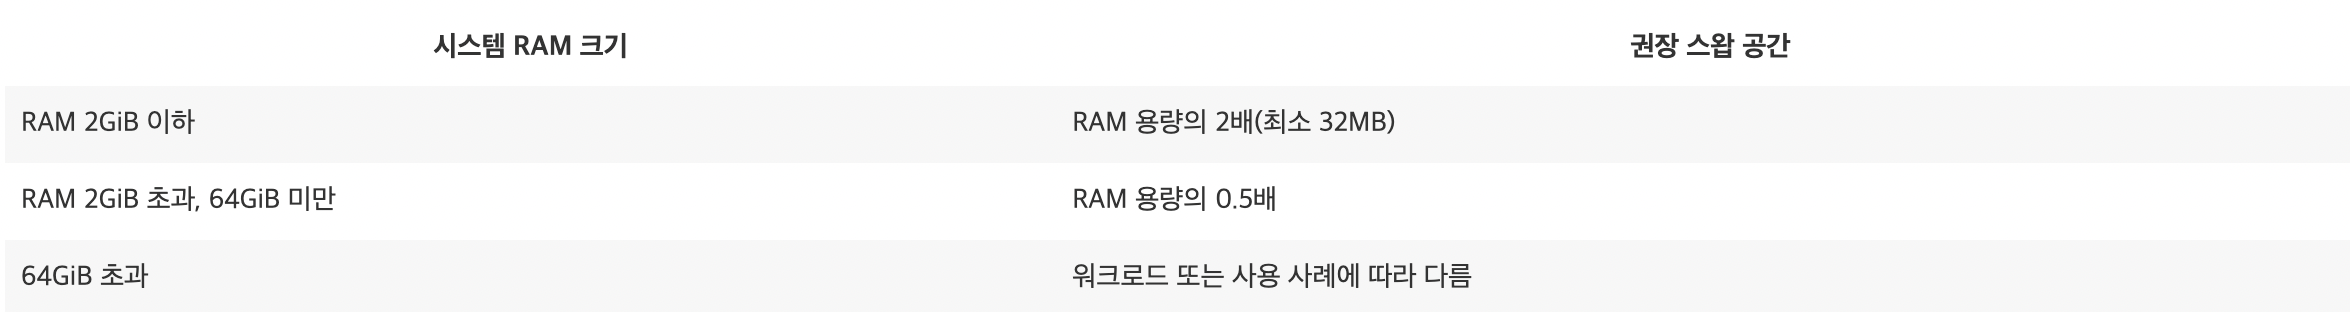 시스템 RAM 크기 권장 스왑 공간
RAM 2GiB 이하 RAM 용량의 2배(최소 32MB)
RAM 2GiB 초과, 64GiB 미만 RAM 용량의 0.5배
64GiB 초과 워크로드 또는 사용 사례에 따라 다름